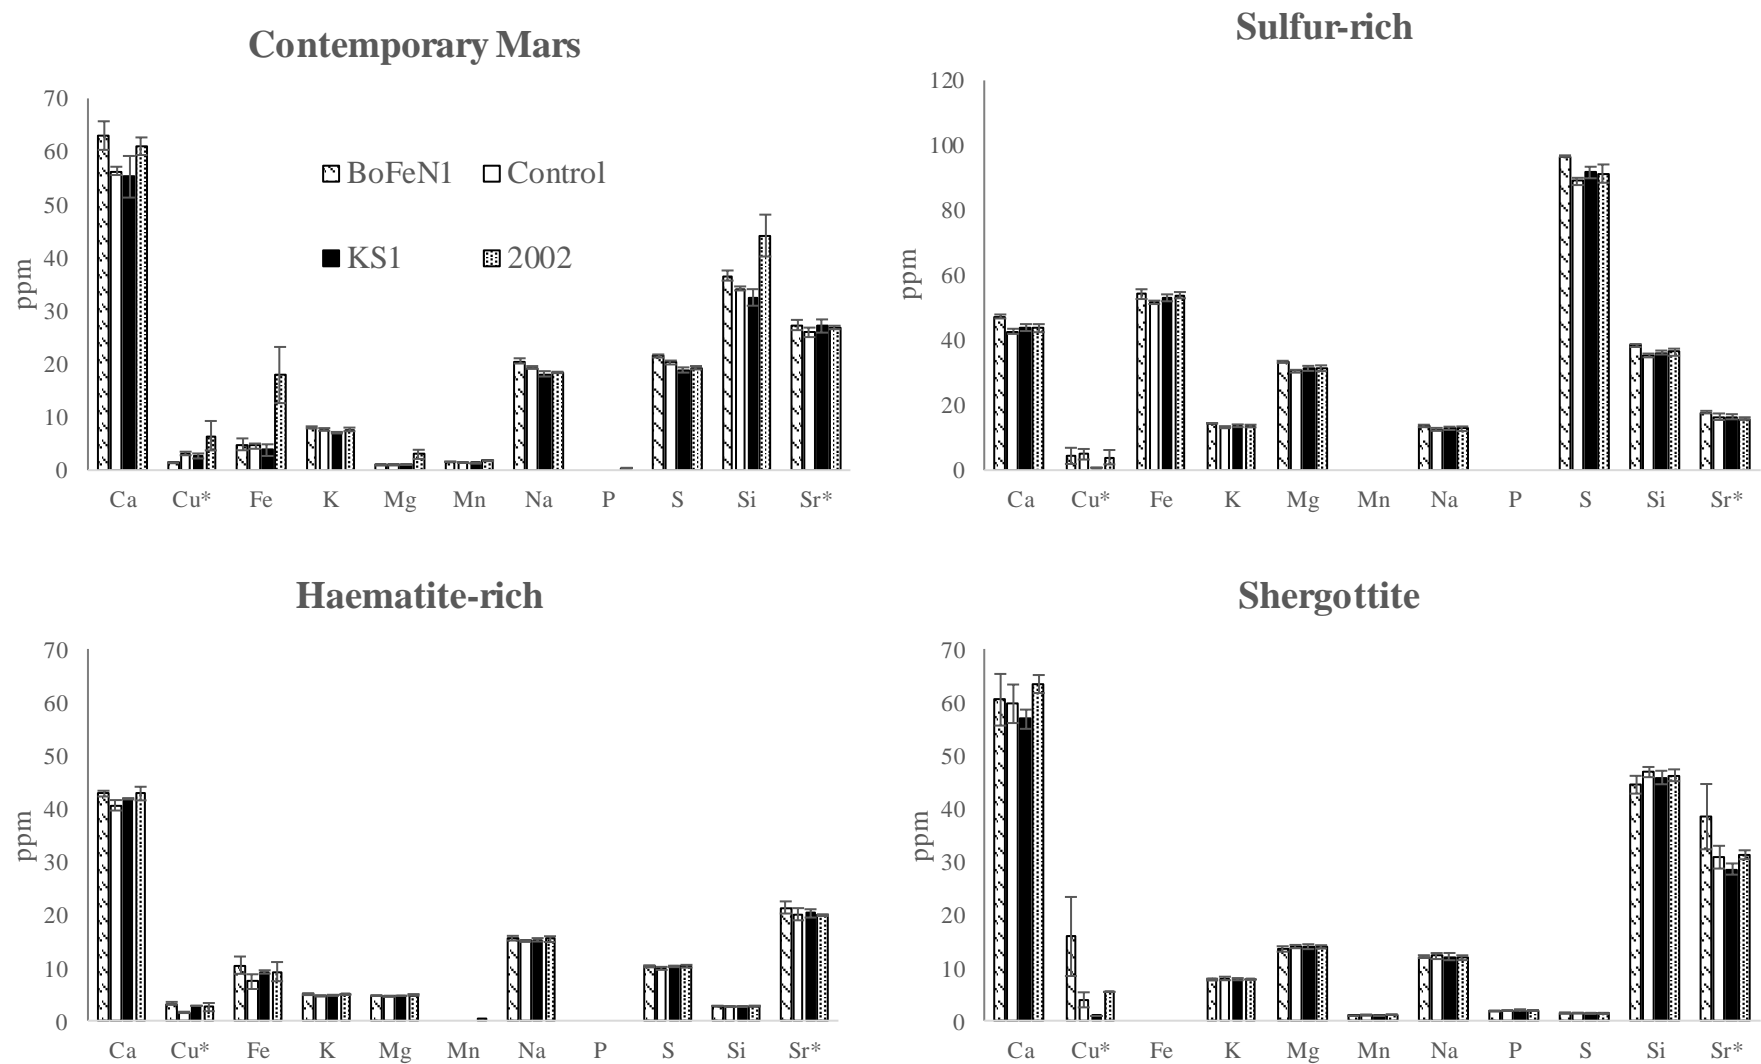 Contemporary Mars
70
60
50
40
30
20
10
0
ppm
BoFeN1 Control
KS1 2002
Ca Cu* Fe K Mg Mn Na P S Si Sr*
Sulfur-rich
120
100
80
60
40
20
0
ppm
Ca Cu* Fe K Mg Mn Na P S Si Sr*
Haematite-rich
70
60
50
40
30
20
10
0
ppm
Ca Cu* Fe K Mg Mn Na P S Si Sr*
Shergottite
70
60
50
40
30
20
10
0
ppm
Ca Cu* Fe K Mg Mn Na P S Si Sr*